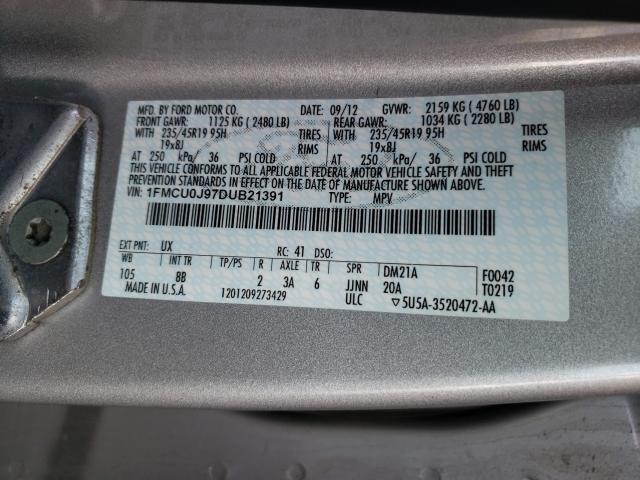 MFD. BY FORD MOTOR CO. DATE: 09/12 GVWR: 2159 KG ( 4760 LB)
FRONT GAWR: 1125 KG ( 2480 LB) REAR GAWR: 1034 KG ( 2280 LB)
WITH 235/45R19 95H TIRES WITH 235/45R19 95H TIRES
19x8J RIMS 19x8J RIMS
AT 250 kPa/ 36 PSI COLD AT 250 kPa/ 36 PSI COLD
THIS VEHICLE CONFORMS TO ALL APPLICABLE FEDERAL MOTOR VEHICLE SAFETY AND THEFT
PREVENTION STANDARDS IN EFFECT ON THE DATE OF MANUFACTURE SHOWN ABOVE.
VIN: 1FMCU0J97DUB21391 TYPE: MPV
EXT PNT: UX RC: 41 DSO:
WB INT TR TP/PS R AXLE TR SPR DM21A F0042
105 8B 2 3A 6 JJNN 20A T0219
MADE IN U.S.A. 1201209273429 ULC ▽5U5A-3520472-AA